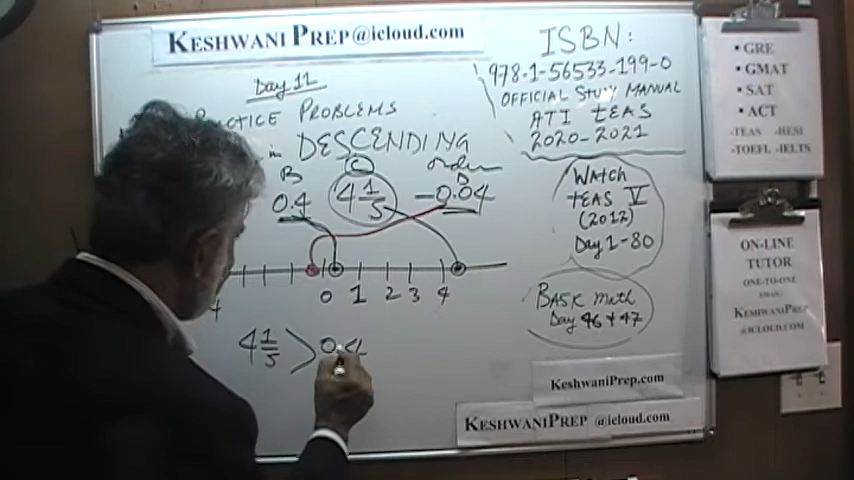 KESHWANI PREP@icloud.com
Day 11
PRACTICE PROBLEMS
in DESCENDING
order
B C D
0.4 4 1/5 -0.04
0 1 2 3 4
4 1/5 > 0.4
ISBN:
978-1-56533-199-0
OFFICIAL STUDY MANUAL
ATI TEAS
2020-2021
WATCH
TEAS V
(2012)
Day 1-80
BASK Math
Day 46 + 47
KeshwaniPrep.com
KESHWANIPREP @icloud.com
• GRE
• GMAT
• SAT
• ACT
-TEAS -HESI
-TOEFL -IELTS
ON-LINE
TUTOR
ONE-TO-ONE
EMAIL:
KESHWANIPREP
@ICLOUD.COM